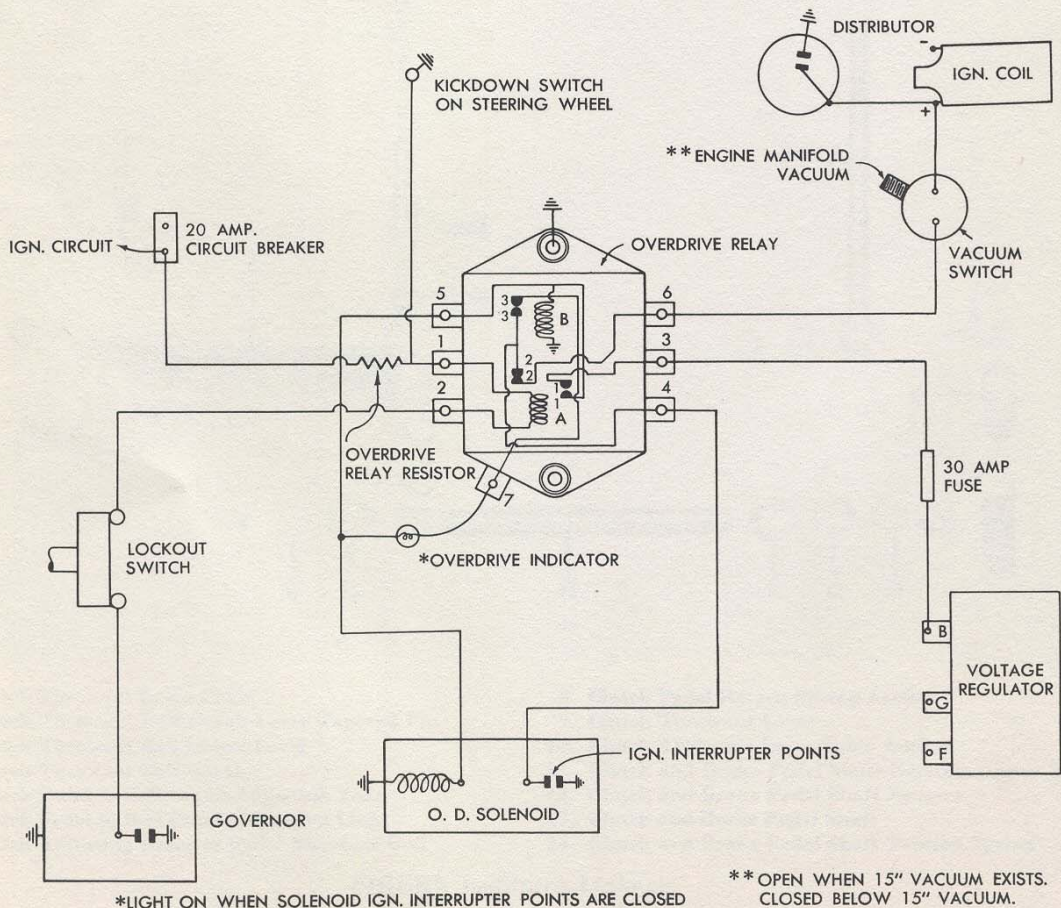 DISTRIBUTOR
-
IGN. COIL
+
KICKDOWN SWITCH
ON STEERING WHEEL
**ENGINE MANIFOLD
VACUUM
20 AMP.
CIRCUIT BREAKER
IGN. CIRCUIT
OVERDRIVE RELAY
VACUUM
SWITCH
5
3
3
B
6
1
2
2
3
2
1
1
A
4
OVERDRIVE
RELAY RESISTOR
7
30 AMP
FUSE
LOCKOUT
SWITCH
*OVERDRIVE INDICATOR
B
VOLTAGE
REGULATOR
G
F
IGN. INTERRUPTER POINTS
O. D. SOLENOID
GOVERNOR
*LIGHT ON WHEN SOLENOID IGN. INTERRUPTER POINTS ARE CLOSED
**OPEN WHEN 15" VACUUM EXISTS.
CLOSED BELOW 15" VACUUM.